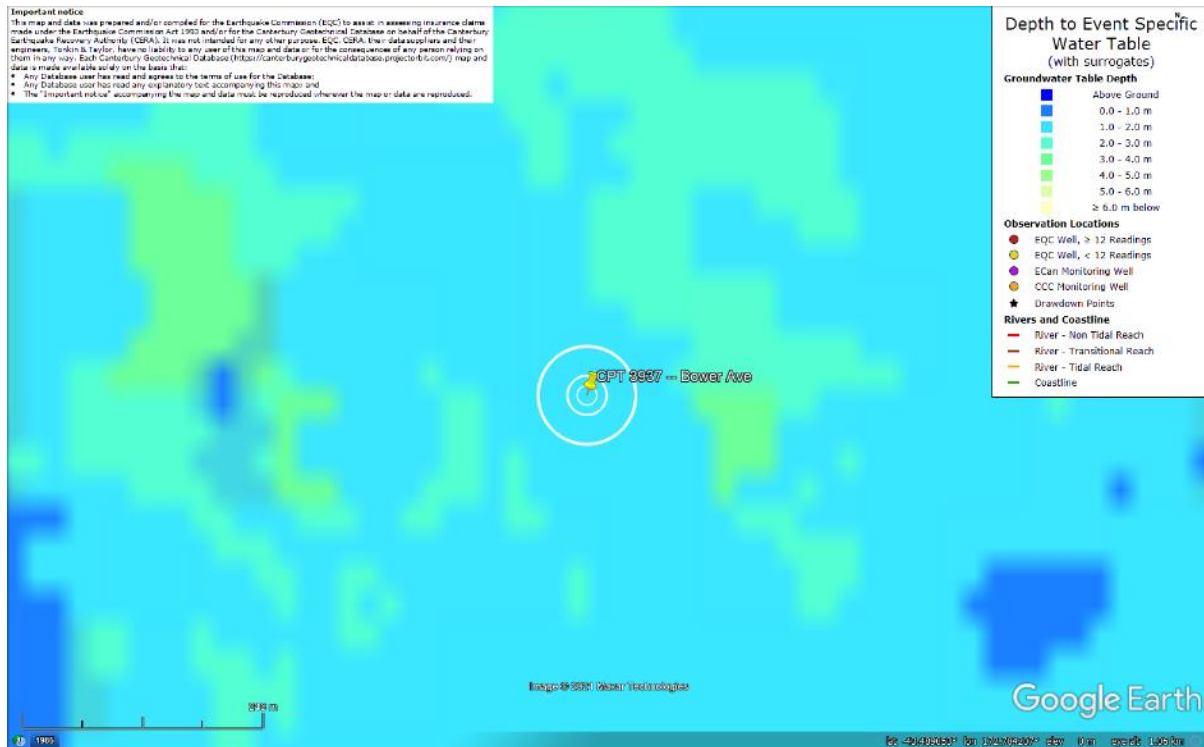 Important notice
This map and data was prepared and/or compiled for the Earthquake Commission (EQC) to assist in assessing insurance claims
made under the Earthquake Commission Act 1993 and/or for the Canterbury Geotechnical Database on behalf of the Canterbury
Earthquake Recovery Authority (CERA). It was not intended for any other purpose. EQC, CERA, their data suppliers and their
engineers, Tonkin & Taylor, have no liability to any user of this map and data or for the consequences of any person relying on
them in any way. Each Canterbury Geotechnical Database (https://canterburygeotechnicaldatabase.projectorbit.com/) map and
data is made available solely on the basis that:
• Any Database user has read and agrees to the terms of use for the Database;
• Any Database user has read any explanatory text accompanying this map; and
• The "Important notice" accompanying the map and data must be reproduced wherever the map or data are reproduced.
N
Depth to Event Specific
Water Table
(with surrogates)
Groundwater Table Depth
Above Ground
0.0 - 1.0 m
1.0 - 2.0 m
2.0 - 3.0 m
3.0 - 4.0 m
4.0 - 5.0 m
5.0 - 6.0 m
≥ 6.0 m below
Observation Locations
EQC Well, ≥ 12 Readings
EQC Well, < 12 Readings
ECan Monitoring Well
CCC Monitoring Well
Drawdown Points
Rivers and Coastline
River - Non Tidal Reach
River - Transitional Reach
River - Tidal Reach
Coastline
CPT 3937 -- Bower Ave
Image © Maxar Technologies
Google Earth
1985
lat lon elev 0 m eye alt km